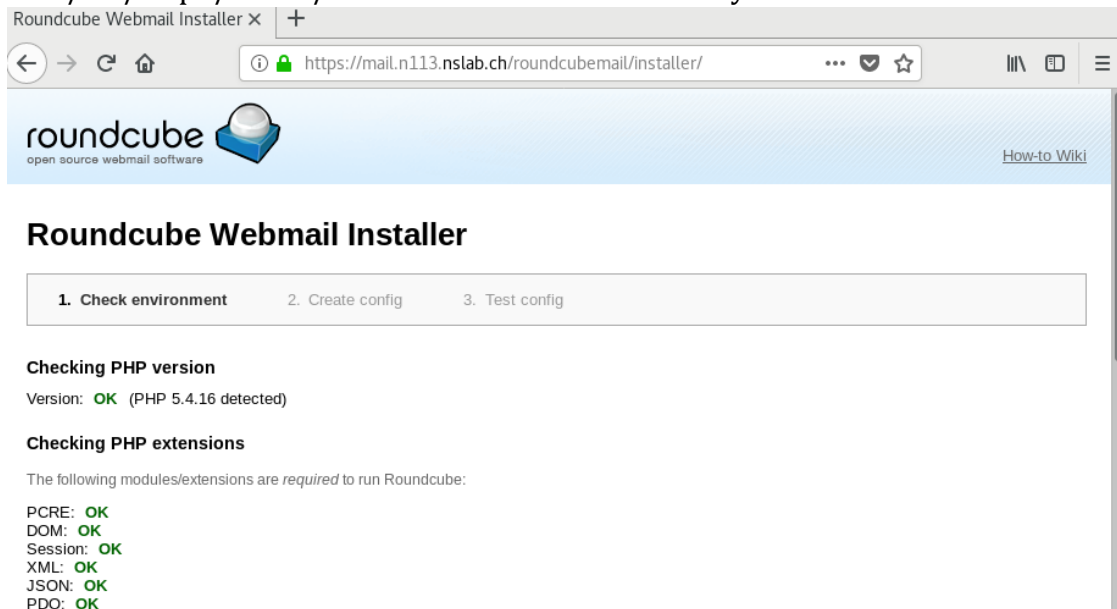 Roundcube Webmail Installer
https://mail.n113.nslab.ch/roundcubemail/installer/
roundcube
open source webmail software
How-to Wiki
Roundcube Webmail Installer
1. Check environment 2. Create config 3. Test config
Checking PHP version
Version: OK (PHP 5.4.16 detected)
Checking PHP extensions
The following modules/extensions are required to run Roundcube:
PCRE: OK
DOM: OK
Session: OK
XML: OK
JSON: OK
PDO: OK